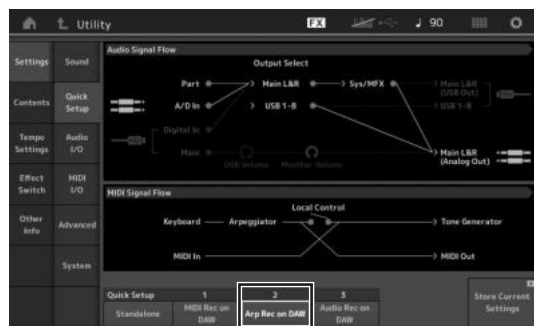 Utility
FX
♩ 90
Settings
Contents
Tempo Settings
Effect Switch
Other Info
Sound
Quick Setup
Audio I/O
MIDI I/O
Advanced
System
Audio Signal Flow
Output Select
Part
Main L&R
Sys/MFX
Main L&R (USB Out)
A/D In
USB 1-8
USB 1-8
Digital In
Main
USB Volume
Monitor Volume
Main L&R (Analog Out)
MIDI Signal Flow
Local Control
Keyboard
Arpeggiator
Tone Generator
MIDI In
MIDI Out
Quick Setup
1
2
3
Standalone
MIDI Rec on DAW
Arp Rec on DAW
Audio Rec on DAW
Store Current Settings